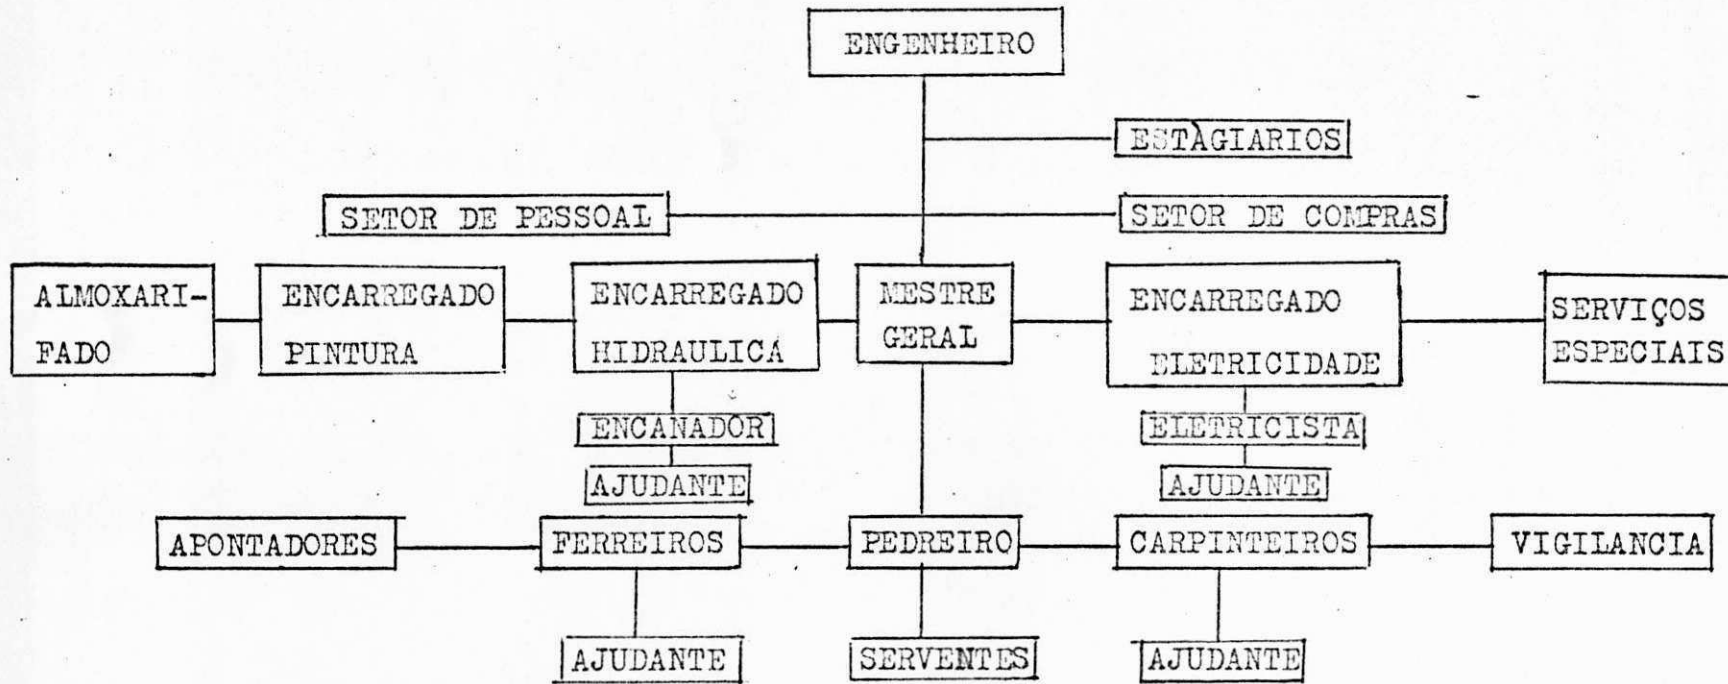 ENGENHEIRO
ESTAGIARIOS
SETOR DE PESSOAL
SETOR DE COMPRAS
ALMOXARI-
FADO
ENCARREGADO
PINTURA
ENCARREGADO
HIDRAULICA
MESTRE
GERAL
ENCARREGADO
ELETRICIDADE
SERVIÇOS
ESPECIAIS
ENCANADOR
ELETRICISTA
AJUDANTE
AJUDANTE
APONTADORES
FERREIROS
PEDREIRO
CARPINTEIROS
VIGILANCIA
AJUDANTE
SERVENTES
AJUDANTE